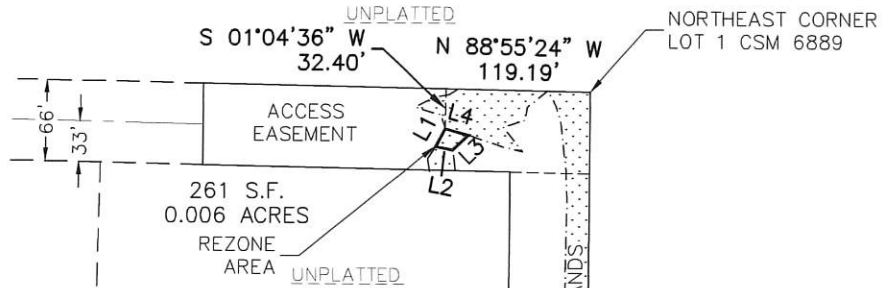 UNPLATTED
S 01°04'36" W
32.40'
N 88°55'24" W
119.19'
NORTHEAST CORNER
LOT 1 CSM 6889
66'
33'
ACCESS
EASEMENT
L1
L4
L3
L2
261 S.F.
0.006 ACRES
REZONE
AREA
UNPLATTED
ANDS